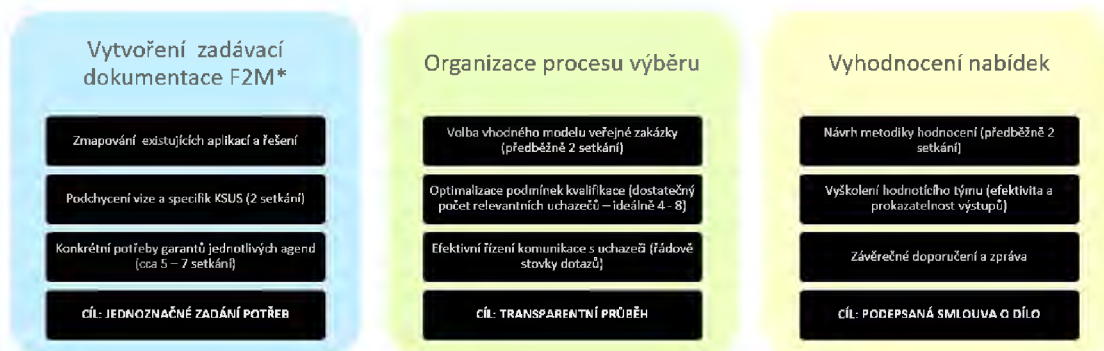 Vytvoření zadávací
dokumentace F2M*
Zmapování existujících aplikací a řešení
Podchycení vize a specifik KSUS (2 setkání)
Konkrétní potřeby garantů jednotlivých agend
(cca 5 – 7 setkání)
CÍL: JEDNOZNAČNÉ ZADÁNÍ POTŘEB
Organizace procesu výběru
Volba vhodného modelu veřejné zakázky
(předběžně 2 setkání)
Optimalizace podmínek kvalifikace (dostatečný
počet relevantních uchazečů – ideálně 4 - 8)
Efektivní řízení komunikace s uchazeči (řádově
stovky dotazů)
CÍL: TRANSPARENTNÍ PRŮBĚH
Vyhodnocení nabídek
Návrh metodiky hodnocení (předběžně 2
setkání)
Vyškolení hodnotícího týmu (efektivita a
prokazatelnost výstupů)
Závěrečné doporučení a zpráva
CÍL: PODEPSANÁ SMLOUVA O DÍLO